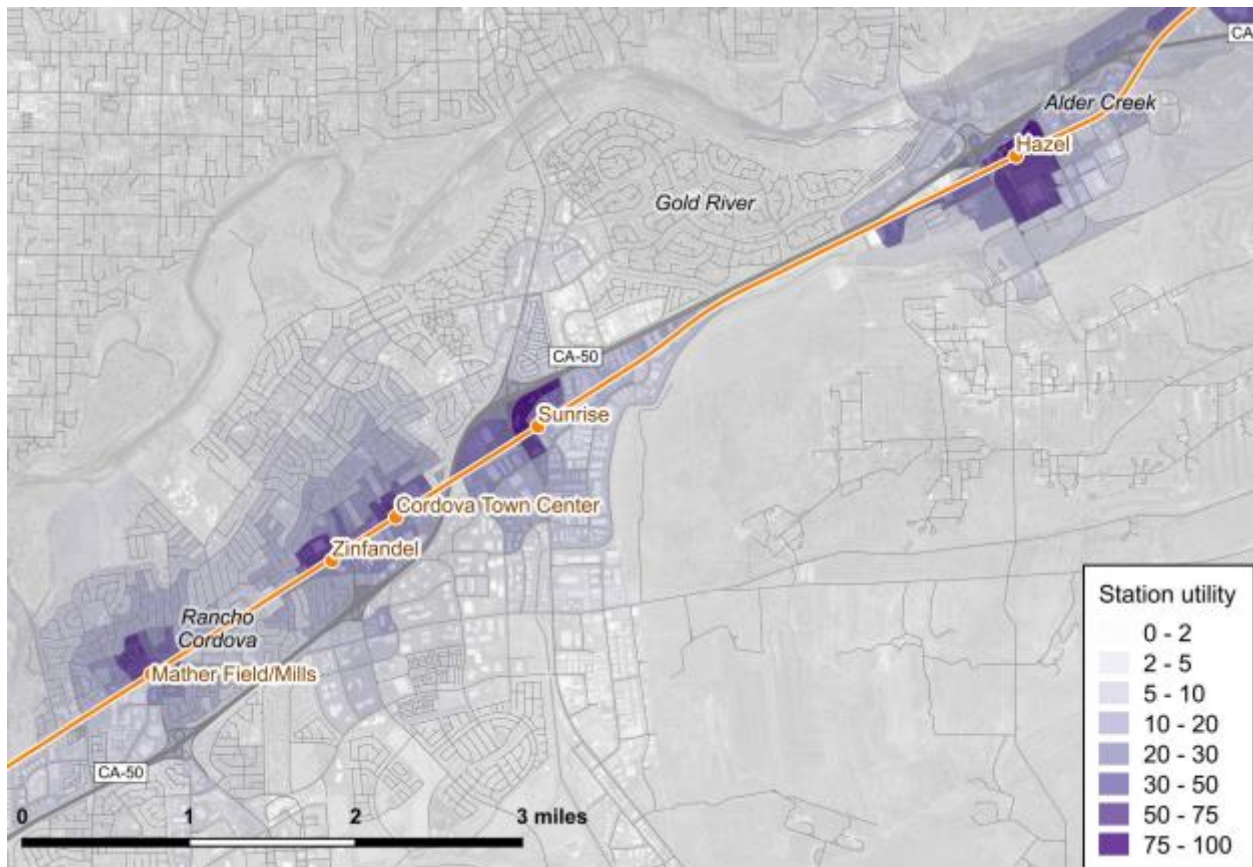 CA
Alder Creek
Hazel
Gold River
CA-50
Sunrise
Cordova Town Center
Zinfandel
Rancho
Cordova
Mather Field/Mills
CA-50
0 1 2 3 miles
Station utility
0 - 2
2 - 5
5 - 10
10 - 20
20 - 30
30 - 50
50 - 75
75 - 100